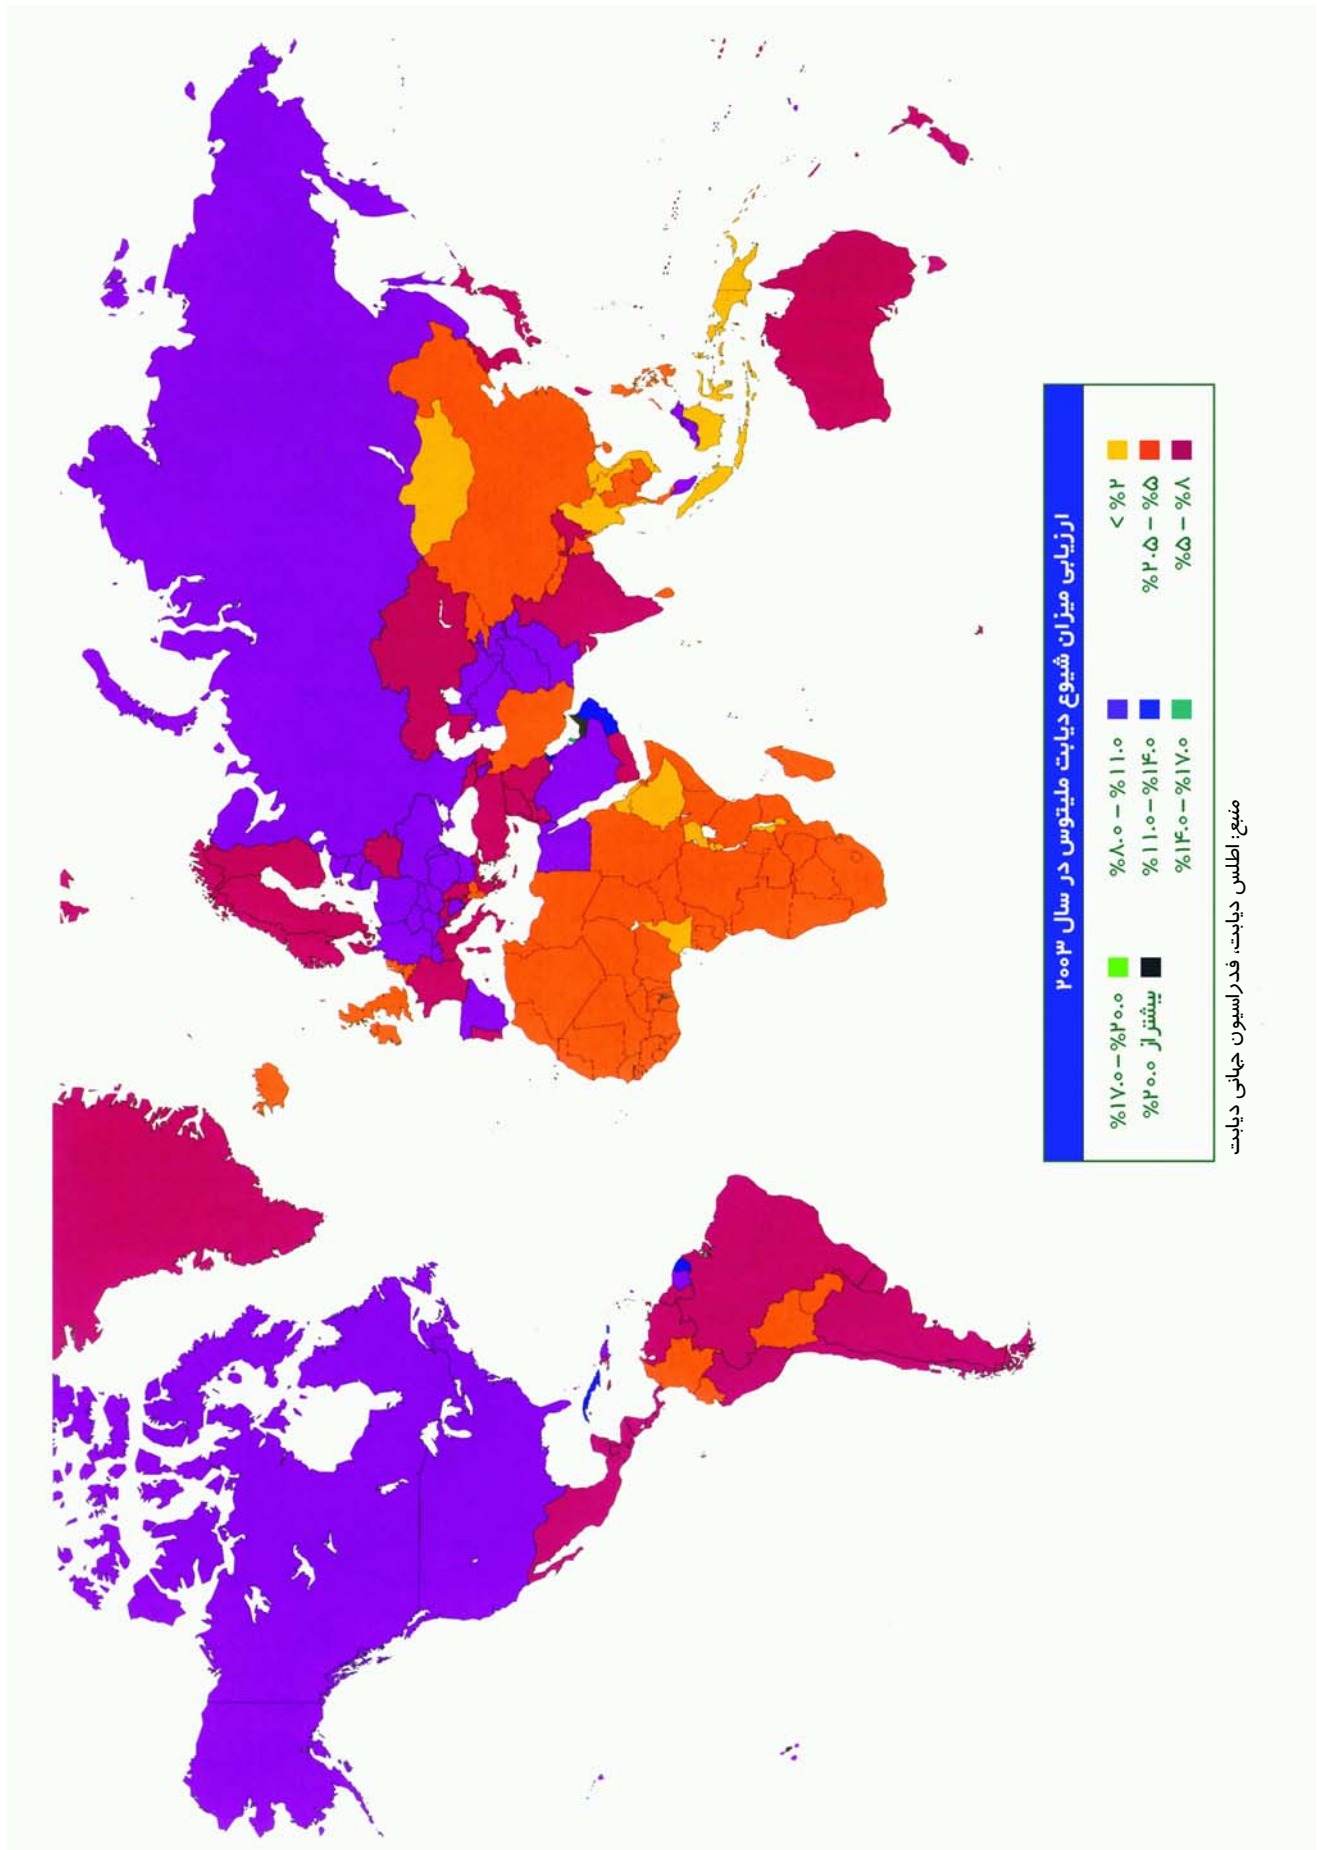 ارزیابی میزان شیوع دیابت ملیتوس در سال ۲۰۰۳
< %۲
%۲.۵ – %۵
%۵ – %۸
%۸.۰ – %۱۱.۰
%۱۱.۰–%۱۴.۰
%۱۴.۰–%۱۷.۰
%۱۷.۰–%۲۰.۰
بیشتر از %۲۰.۰
منبع: اطلس دیابت، فدراسیون جهانی دیابت